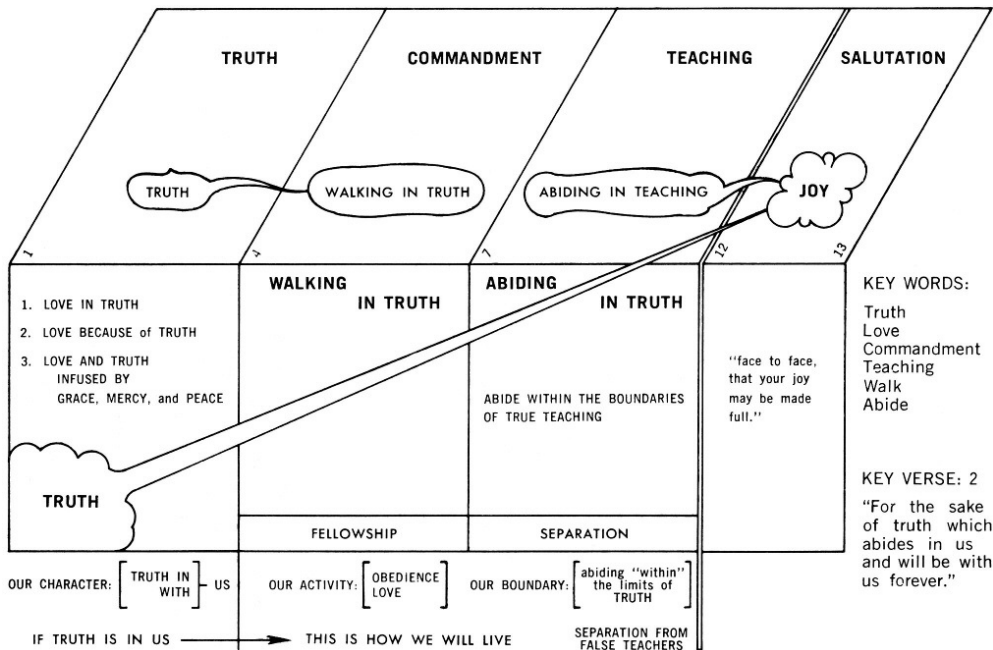 TRUTH
COMMANDMENT
TEACHING
SALUTATION
TRUTH
WALKING IN TRUTH
ABIDING IN TEACHING
JOY
1
4
7
12
13
1. LOVE IN TRUTH
2. LOVE BECAUSE of TRUTH
3. LOVE AND TRUTH
INFUSED BY
GRACE, MERCY, and PEACE
TRUTH
WALKING
IN TRUTH
FELLOWSHIP
ABIDING
IN TRUTH
ABIDE WITHIN THE BOUNDARIES
OF TRUE TEACHING
SEPARATION
"face to face,
that your joy
may be made
full."
OUR CHARACTER: [TRUTH IN
WITH] US
OUR ACTIVITY: [OBEDIENCE
LOVE]
OUR BOUNDARY: [abiding "within"
the limits of
TRUTH]
IF TRUTH IS IN US → THIS IS HOW WE WILL LIVE
SEPARATION FROM
FALSE TEACHERS
KEY WORDS:
Truth
Love
Commandment
Teaching
Walk
Abide
KEY VERSE: 2
"For the sake
of truth which
abides in us
and will be with
us forever."